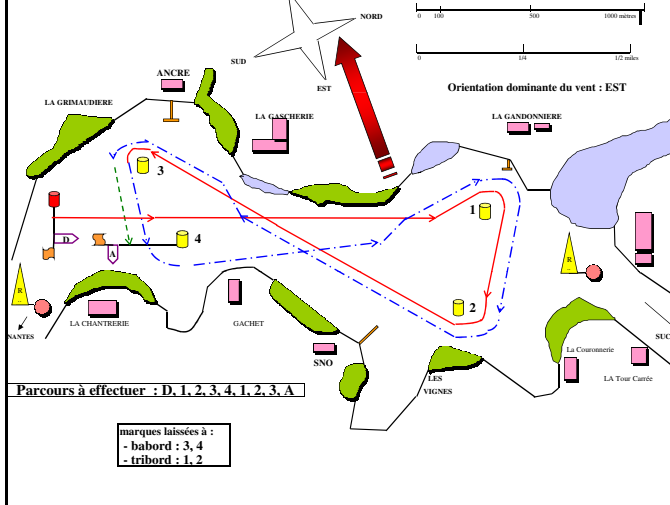 NORD
SUD
EST
0 100 500 1000 mètres
0 1/4 1/2 miles
Orientation dominante du vent : EST
ANCRE
LA GRIMAUDIERE
LA GASCHERIE
LA GANDONNIERE
3
1
D
4
A
R
R
2
NANTES
LA CHANTRERIE
GACHET
SNO
LES
VIGNES
La Couronnerie
LA Tour Carrée
SUC
Parcours à effectuer : D, 1, 2, 3, 4, 1, 2, 3, A
marques laissées à :
- babord : 3, 4
- tribord : 1, 2